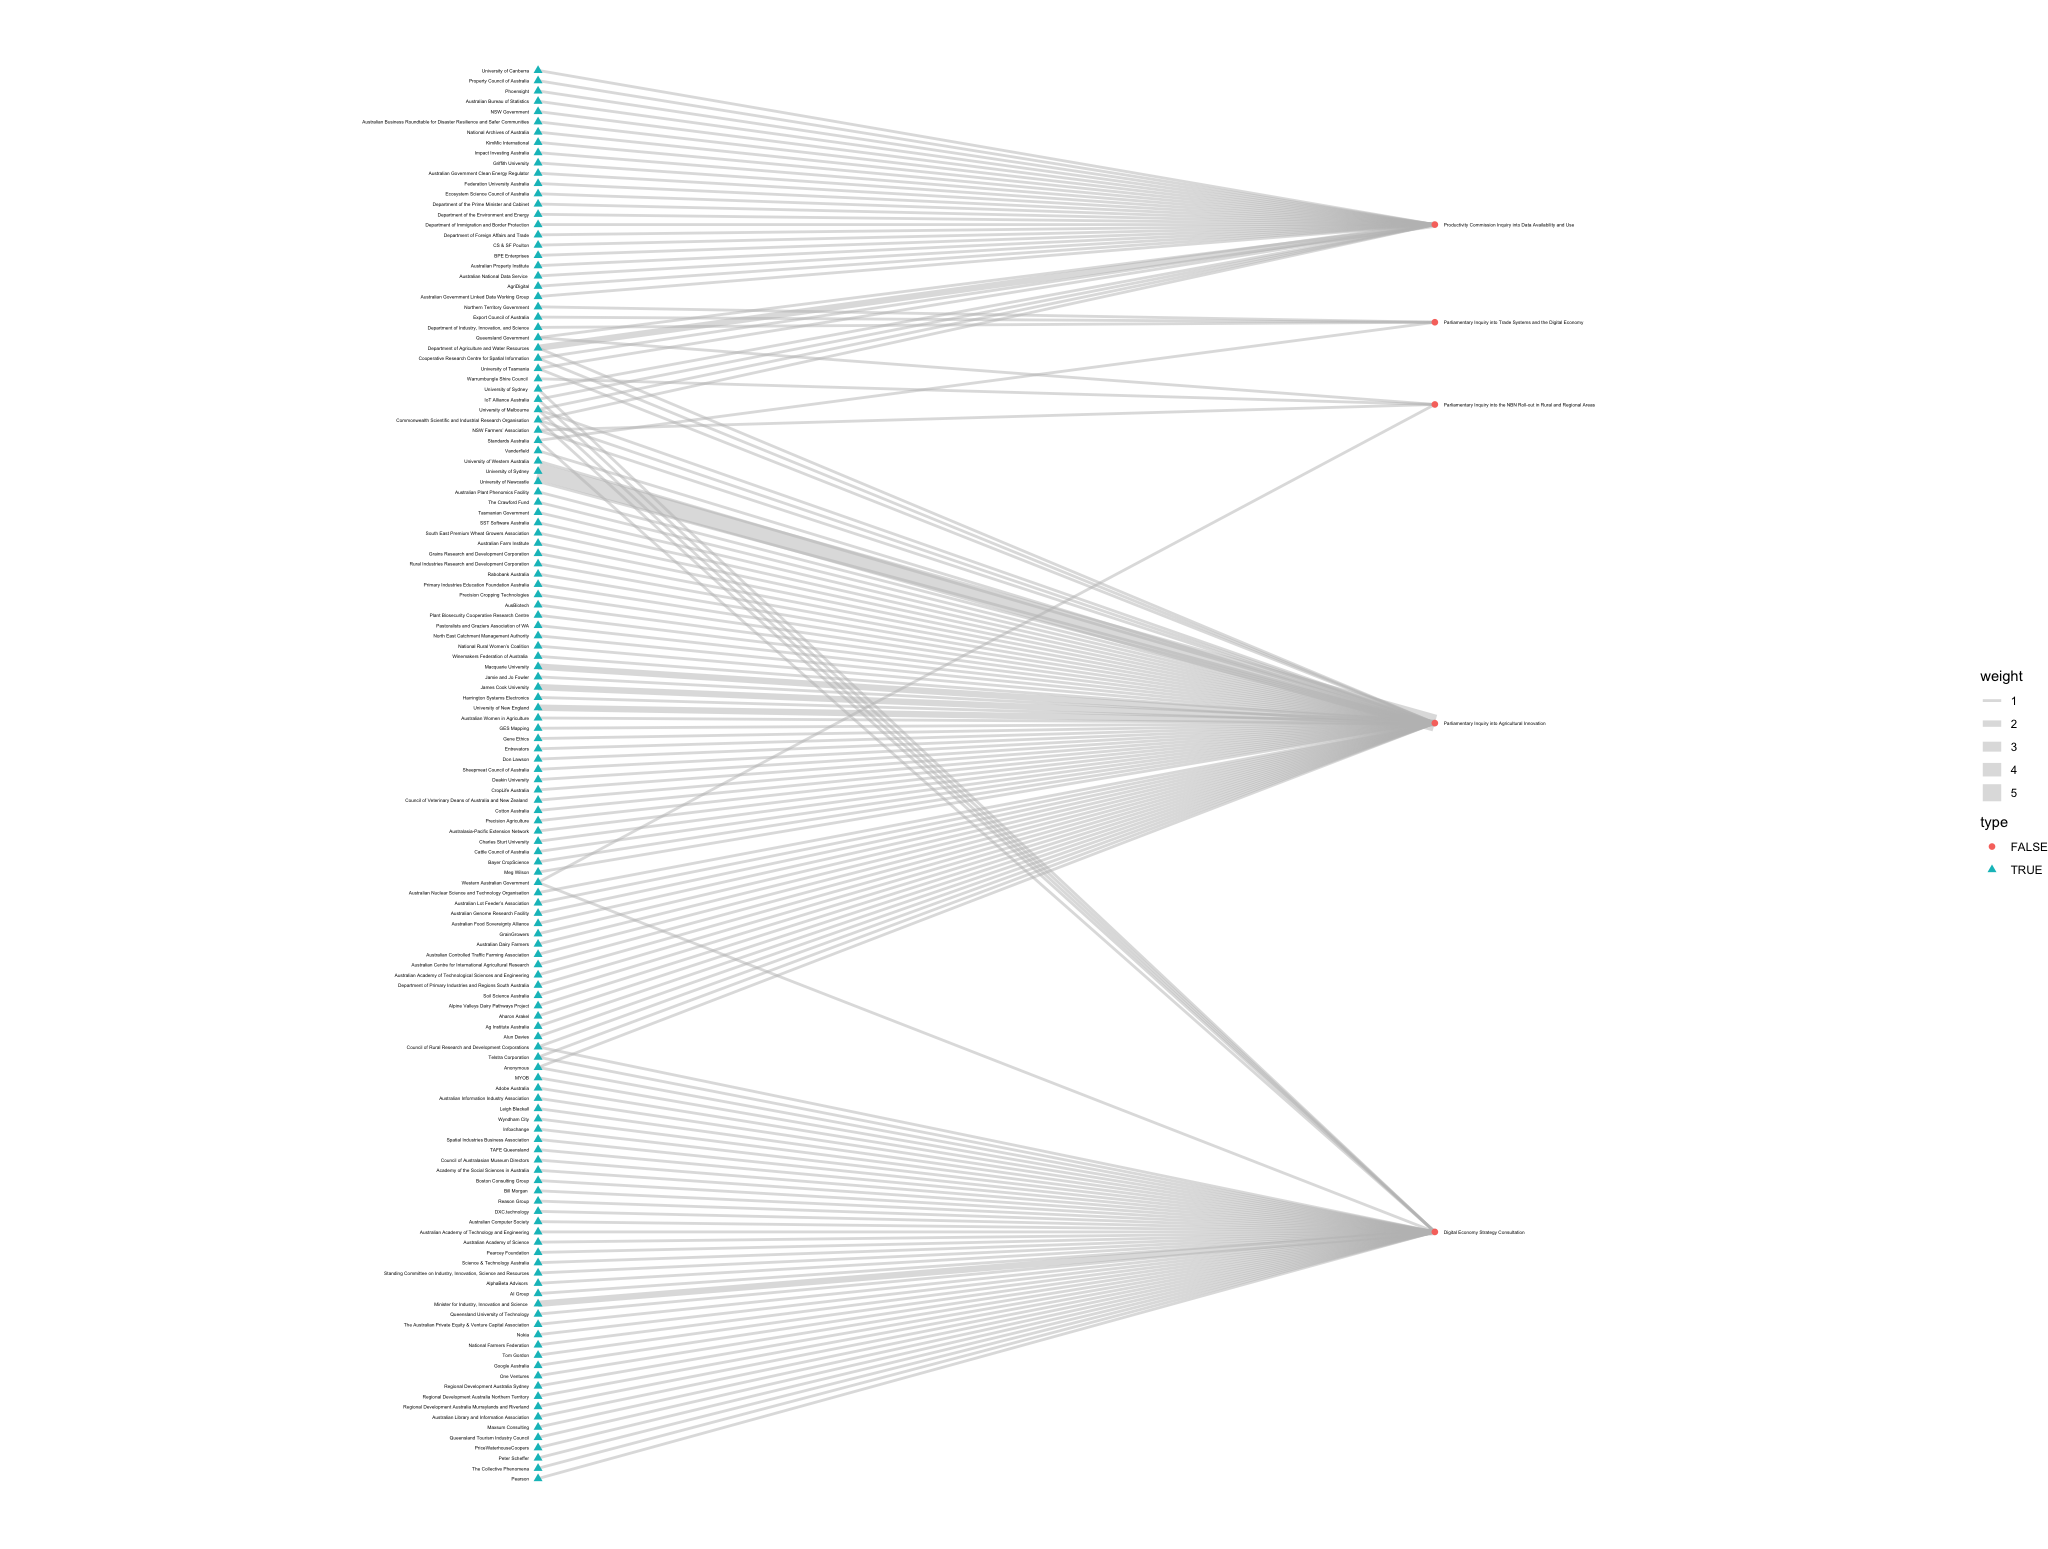 University of Canberra
Property Council of Australia
Phoensight
Australian Bureau of Statistics
NSW Government
Australian Business Roundtable for Disaster Resilience and Safer Communities
National Archives of Australia
KimMic International
Impact Investing Australia
Griffith University
Australian Government Clean Energy Regulator
Federation University Australia
Ecosystem Science Council of Australia
Department of the Prime Minister and Cabinet
Department of the Environment and Energy
Department of Immigration and Border Protection
Department of Foreign Affairs and Trade
CS & SF Poulton
BFE Enterprises
Australian Property Institute
Australian National Data Service
AgriDigital
Australian Government Linked Data Working Group
Northern Territory Government
Export Council of Australia
Department of Industry, Innovation, and Science
Queensland Government
Department of Agriculture and Water Resources
Cooperative Research Centre for Spatial Information
University of Tasmania
Warrumbungle Shire Council
University of Sydney
IoT Alliance Australia
University of Melbourne
Commonwealth Scientific and Industrial Research Organisation
NSW Farmers' Association
Standards Australia
Vanderfield
University of Western Australia
University of Sydney
University of Newcastle
Australian Plant Phenomics Facility
The Crawford Fund
Tasmanian Government
SST Software Australia
South East Premium Wheat Growers Association
Australian Farm Institute
Grains Research and Development Corporation
Rural Industries Research and Development Corporation
Rabobank Australia
Primary Industries Education Foundation Australia
Precision Cropping Technologies
AusBiotech
Plant Biosecurity Cooperative Research Centre
Pastoralists and Graziers Association of WA
North East Catchment Management Authority
National Rural Women's Coalition
Winemakers Federation of Australia
Macquarie University
Jamie and Jo Fowler
James Cook University
Harrington Systems Electronics
University of New England
Australian Women in Agriculture
GES Mapping
Gene Ethics
Entrevators
Don Lawson
Sheepmeat Council of Australia
Deakin University
CropLife Australia
Council of Veterinary Deans of Australia and New Zealand
Cotton Australia
Precision Agriculture
Australasia-Pacific Extension Network
Charles Sturt University
Cattle Council of Australia
Bayer CropScience
Meg Wilson
Western Australian Government
Australian Nuclear Science and Technology Organisation
Australian Lot Feeder's Association
Australian Genome Research Facility
Australian Food Sovereignty Alliance
GrainGrowers
Australian Dairy Farmers
Australian Controlled Traffic Farming Association
Australian Centre for International Agricultural Research
Australian Academy of Technological Sciences and Engineering
Department of Primary Industries and Regions South Australia
Soil Science Australia
Alpine Valleys Dairy Pathways Project
Aharon Arakel
Ag Institute Australia
Alun Davies
Council of Rural Research and Development Corporations
Telstra Corporation
Anonymous
MYOB
Adobe Australia
Australian Information Industry Association
Leigh Blackall
Wyndham City
Infoxchange
Spatial Industries Business Association
TAFE Queensland
Council of Australasian Museum Directors
Academy of the Social Sciences in Australia
Boston Consulting Group
Bill Morgan
Reason Group
DXC.technology
Australian Computer Society
Australian Academy of Technology and Engineering
Australian Academy of Science
Pearcey Foundation
Science & Technology Australia
Standing Committee on Industry, Innovation, Science and Resources
AlphaBeta Advisors
AI Group
Minister for Industry, Innovation and Science
Queensland University of Technology
The Australian Private Equity & Venture Capital Association
Nokia
National Farmers Federation
Tom Gordon
Google Australia
One Ventures
Regional Development Australia Sydney
Regional Development Australia Northern Territory
Regional Development Australia Murraylands and Riverland
Australian Library and Information Association
Maxsum Consulting
Queensland Tourism Industry Council
PriceWaterhouseCoopers
Peter Scheffer
The Collective Phenomena
Pearson
Productivity Commission Inquiry into Data Availability and Use
Parliamentary Inquiry into Trade Systems and the Digital Economy
Parliamentary Inquiry into the NBN Roll-out in Rural and Regional Areas
Parliamentary Inquiry into Agricultural Innovation
Digital Economy Strategy Consultation
weight
1
2
3
4
5
type
FALSE
TRUE